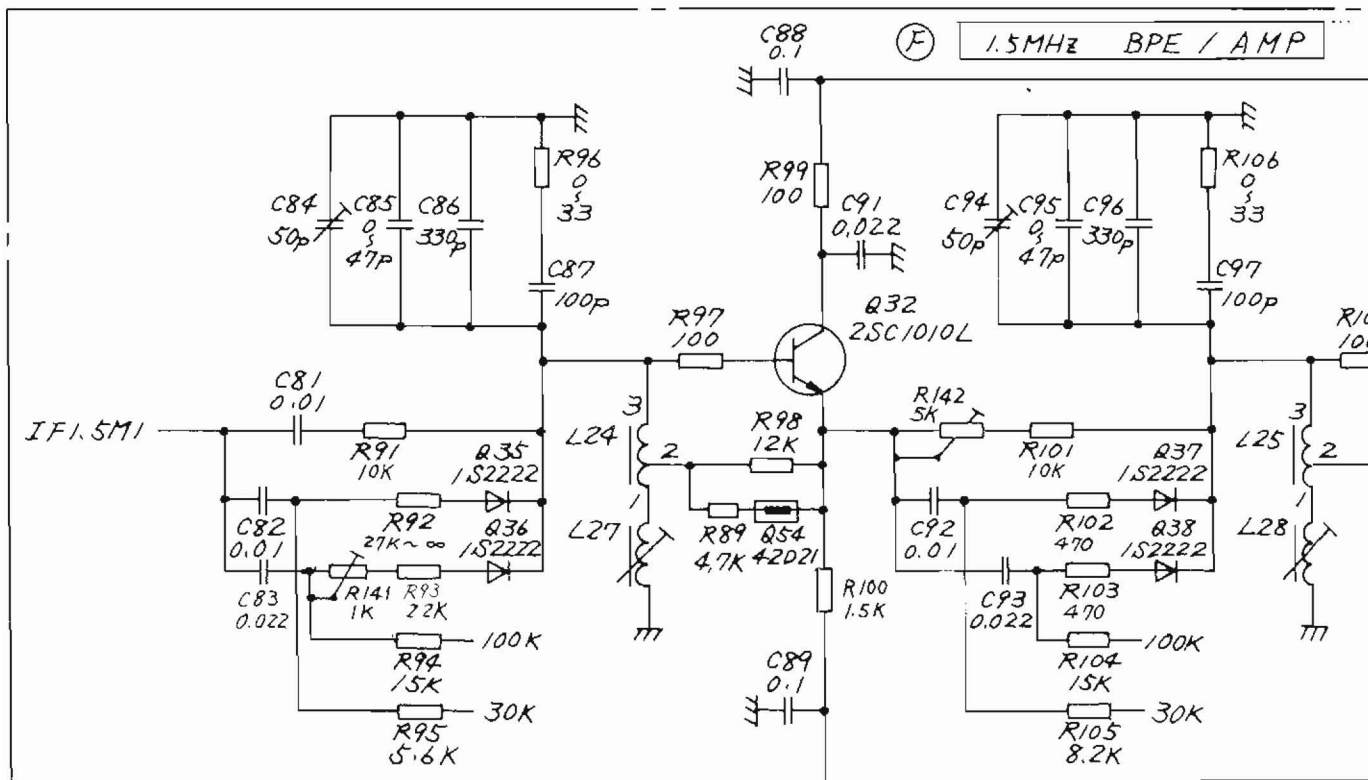 C88
0.1
F
1.5MHz BPE / AMP
R96
0
~
33
R99
100
R106
0
~
33
C84
50p
C85
0
~
47p
C86
330p
C91
0.022
C94
50p
C95
0
~
47p
C96
330p
C87
100p
C97
100p
Q32
2SC1010L
R97
100
C81
0.01
3
R142
5K
3
IF1.5M1
R91
10K
Q35
1S2222
L24
2
R98
12K
R101
10K
Q37
1S2222
L25
2
1
1
C82
0.01
R92
27K~∞
Q36
1S2222
L27
R89
4.7K
Q54
42D21
C92
0.01
R102
470
Q38
1S2222
L28
C83
0.022
R141
1K
R93
22K
R100
1.5K
C93
0.022
R103
470
100K
R94
15K
100K
R104
15K
C89
0.1
30K
R95
5.6K
30K
R105
8.2K